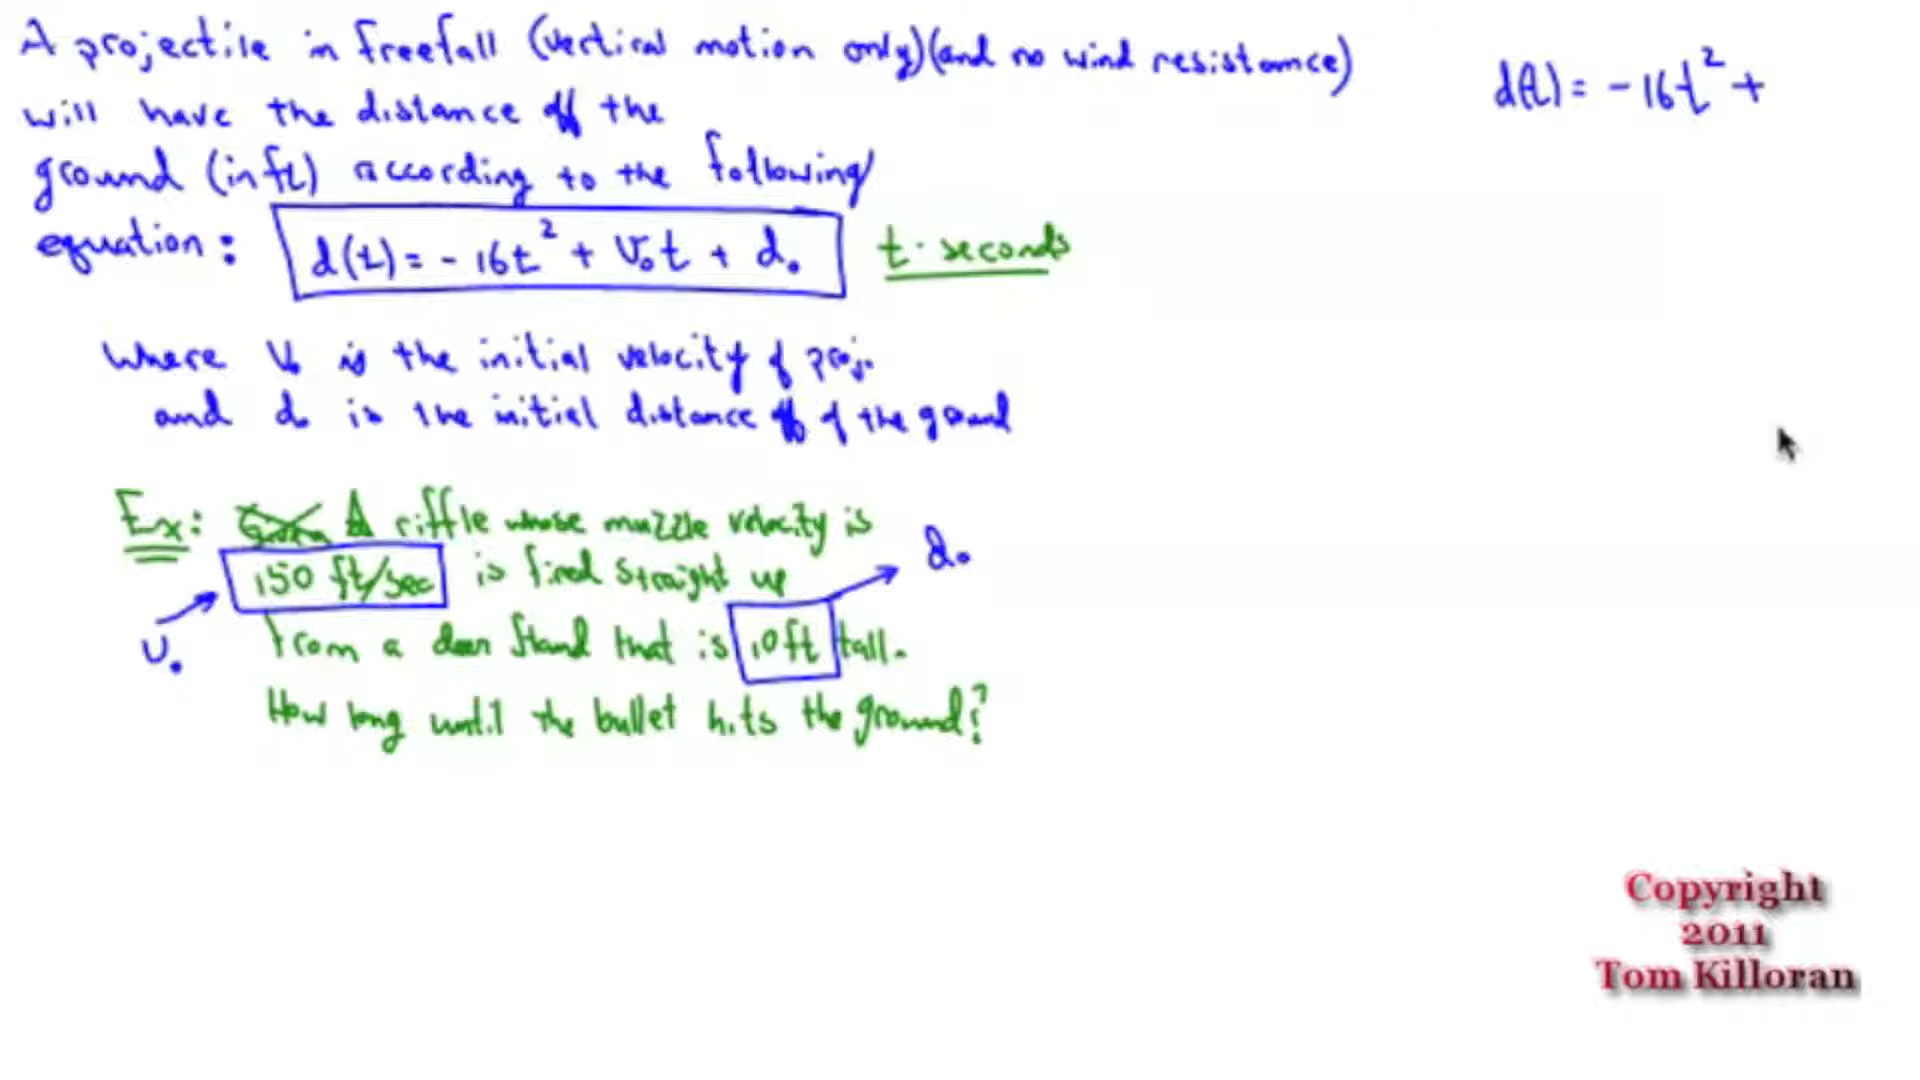 A projectile in freefall (vertical motion only)(and no wind resistance)
will have the distance off the
ground (in ft) according to the following
equation: d(t) = -16t² + V₀t + d₀ t · seconds
where V₀ is the initial velocity of proj.
and d₀ is the initial distance off of the ground
Ex: A riffle whose muzzle velocity is
150 ft/sec is fired straight up
from a deer stand that is 10ft tall.
How long until the bullet hits the ground?
d₀
V₀
d(t) = -16t² +
Copyright
2011
Tom Killoran